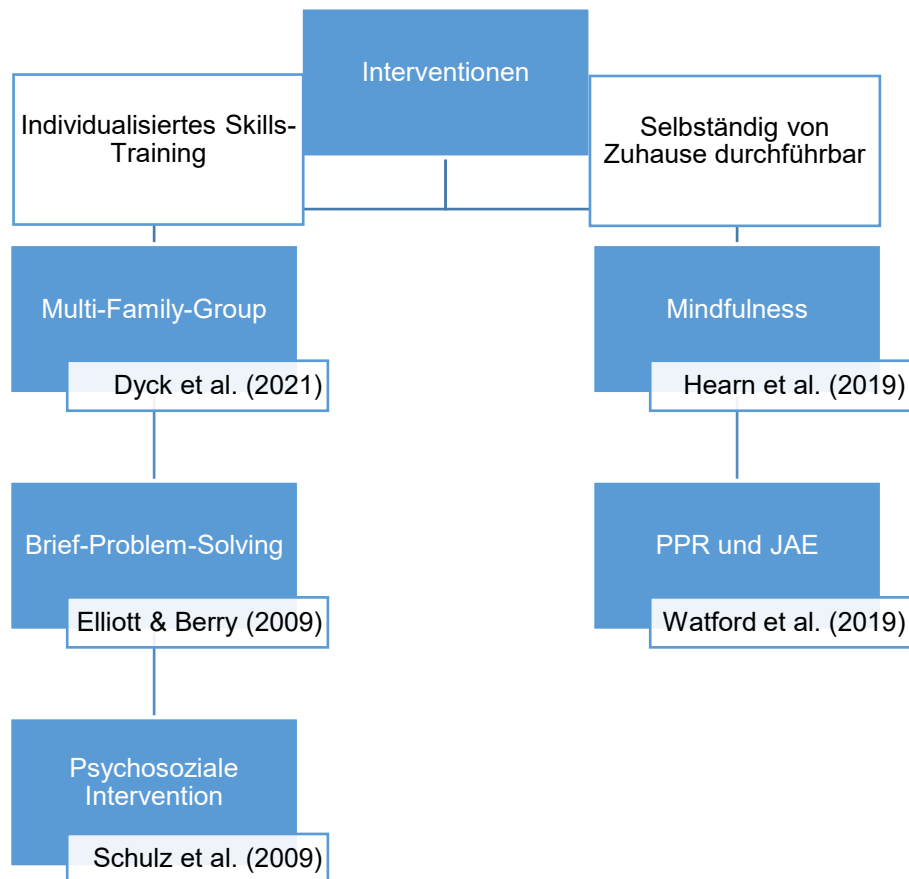 Interventionen
Individualisiertes Skills-
Training
Selbständig von
Zuhause durchführbar
Multi-Family-Group
Dyck et al. (2021)
Mindfulness
Hearn et al. (2019)
Brief-Problem-Solving
Elliott & Berry (2009)
PPR und JAE
Watford et al. (2019)
Psychosoziale
Intervention
Schulz et al. (2009)